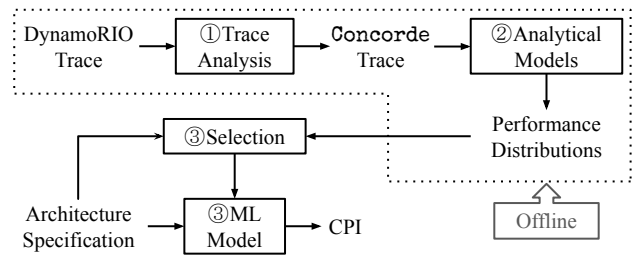 DynamoRIO
Trace
①Trace
Analysis
Concorde
Trace
②Analytical
Models
Performance
Distributions
③Selection
Architecture
Specification
③ML
Model
CPI
Offline